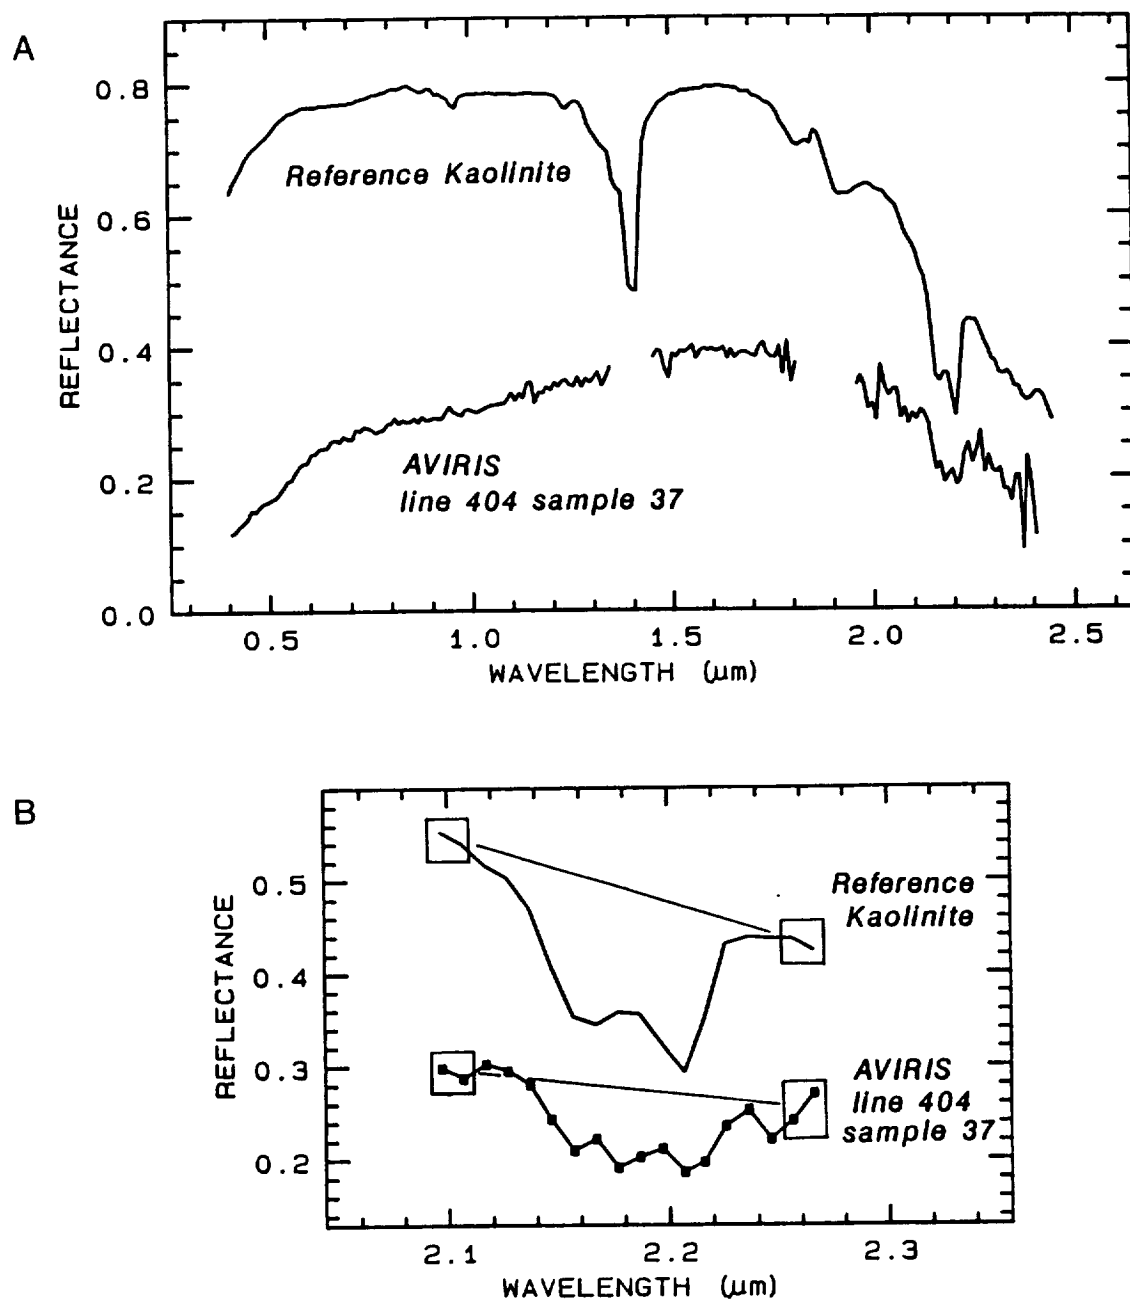 A
0.8
0.6
0.4
0.2
0.0
REFLECTANCE
Reference Kaolinite
AVIRIS
line 404 sample 37
0.5
1.0
1.5
2.0
2.5
WAVELENGTH (μm)
B
0.5
0.4
0.3
0.2
REFLECTANCE
Reference
Kaolinite
AVIRIS
line 404
sample 37
2.1
2.2
2.3
WAVELENGTH (μm)